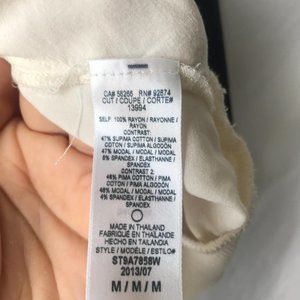 CA# 56266 RN# 92874
CUT / COUPE / CORTE#
13994
SELF: 100% RAYON / RAYONNE /
RAYON
CONTRAST:
47% SUPIMA COTTON / COTON
SUPIMA / SUPIMA ALGODÓN
47% MODAL / MODAL / MODAL
6% SPANDEX / ELASTHANNE /
SPANDEX
CONTRAST 2:
48% PIMA COTTON / COTON
PIMA / PIMA ALGODÓN
48% MODAL / MODAL / MODAL
4% SPANDEX / ELASTHANNE /
SPANDEX
MADE IN THAILAND
FABRIQUÉ EN THAÏLANDE
HECHO EN TAILANDIA
STYLE / MODÈLE / ESTILO#
ST9A7858W
2013/07
M / M / M